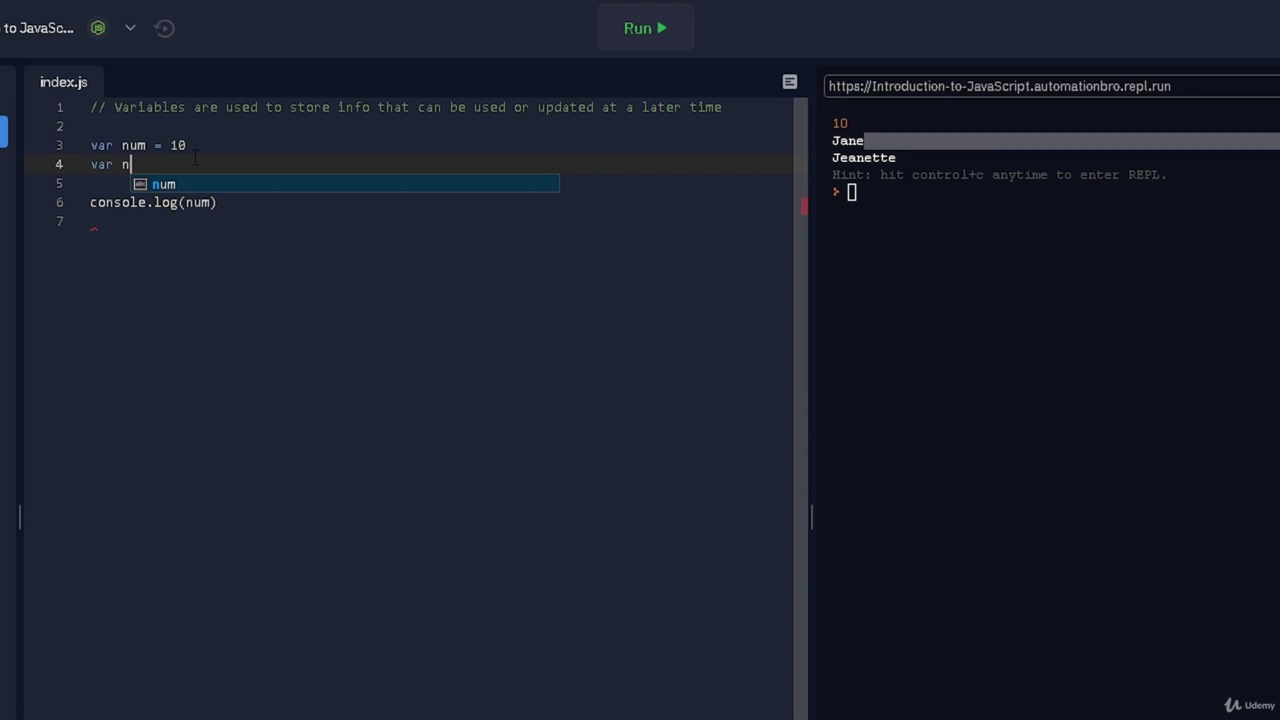 to JavaSc...
Run
index.js
https://Introduction-to-JavaScript.automationbro.repl.run
1 // Variables are used to store info that can be used or updated at a later time
2
3 var num = 10
4 var n
num
5
6 console.log(num)
7
10
Jane
Jeanette
Hint: hit control+c anytime to enter REPL.
Udemy